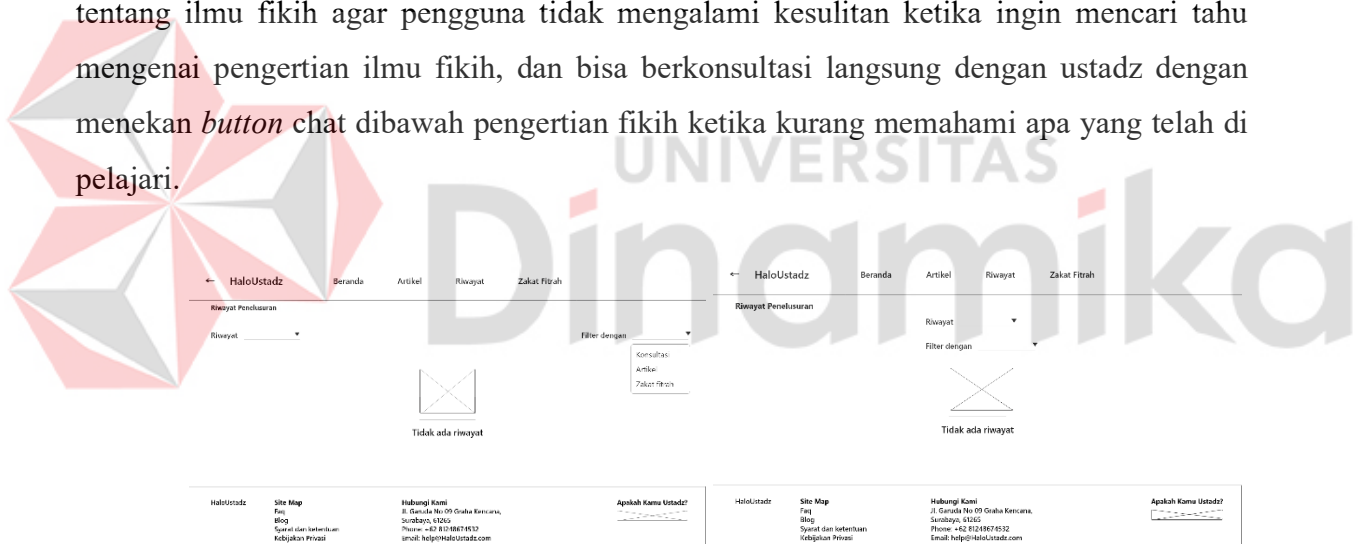 tentang ilmu fikih agar pengguna tidak mengalami kesulitan ketika ingin mencari tahu
mengenai pengertian ilmu fikih, dan bisa berkonsultasi langsung dengan ustadz dengan
menekan button chat dibawah pengertian fikih ketika kurang memahami apa yang telah di
pelajari.
UNIVERSITAS
Dinamika
← HaloUstadz Beranda Artikel Riwayat Zakat Fitrah
Riwayat Penelusuran
Riwayat
Filter dengan
Konsultasi
Artikel
Zakat fitrah
Tidak ada riwayat
HaloUstadz
Site Map
Faq
Blog
Syarat dan ketentuan
Kebijakan Privasi
Hubungi Kami
Jl. Garuda No 09 Graha Kencana,
Surabaya, 61265
Phone: +62 81248674532
Email: help@HaloUstadz.com
Apakah Kamu Ustadz?
← HaloUstadz Beranda Artikel Riwayat Zakat Fitrah
Riwayat Penelusuran
Riwayat
Filter dengan
Tidak ada riwayat
HaloUstadz
Site Map
Faq
Blog
Syarat dan ketentuan
Kebijakan Privasi
Hubungi Kami
Jl. Garuda No 09 Graha Kencana,
Surabaya, 61265
Phone: +62 81248674532
Email: help@HaloUstadz.com
Apakah Kamu Ustadz?